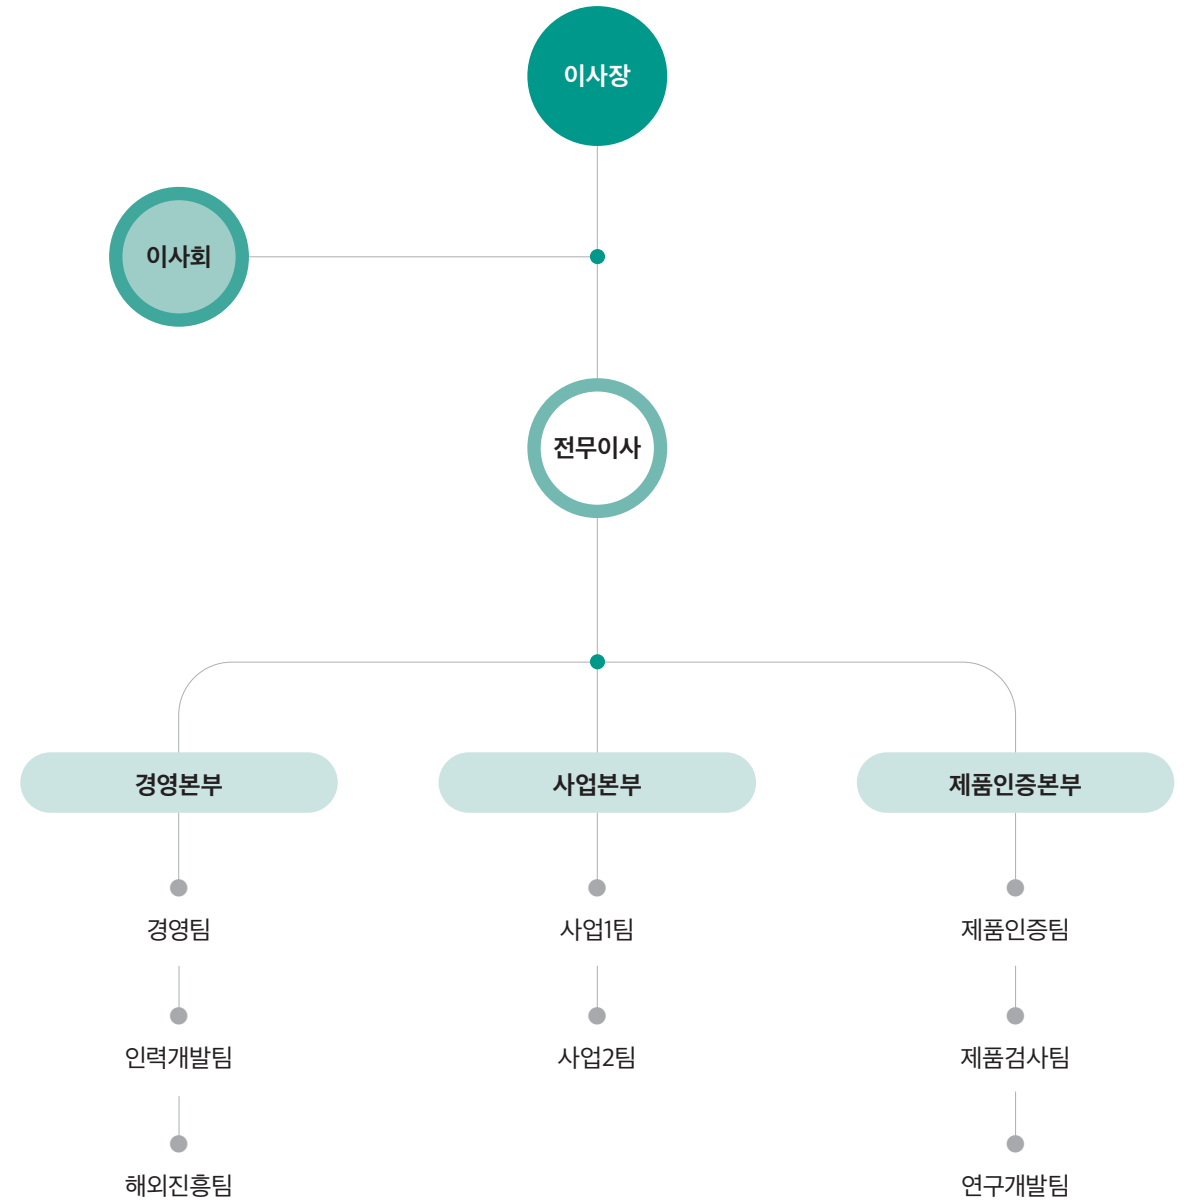 이사장
이사회
전무이사
경영본부
사업본부
제품인증본부
경영팀
사업1팀
제품인증팀
인력개발팀
사업2팀
제품검사팀
해외진흥팀
연구개발팀